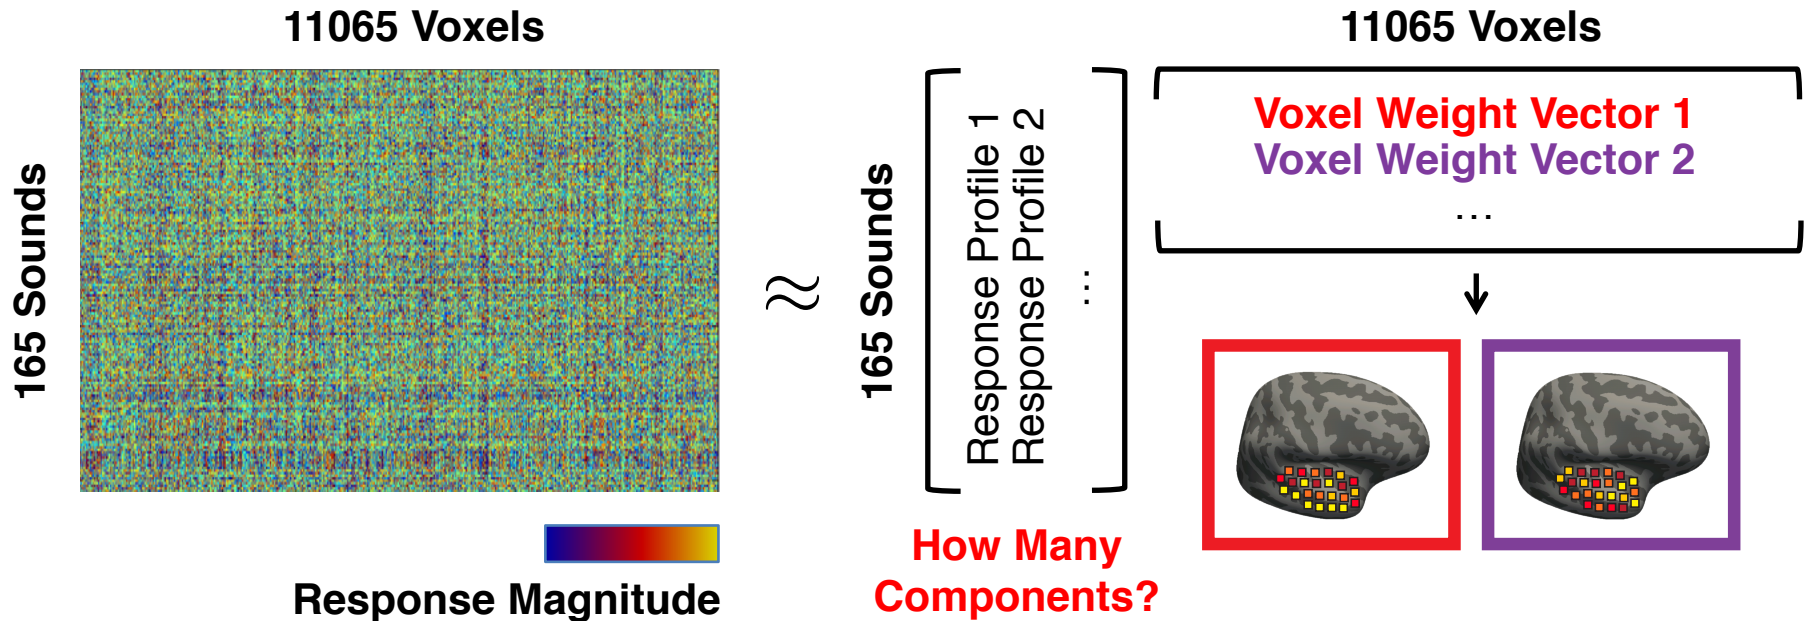 11065 Voxels
165 Sounds
Response Magnitude
≈
165 Sounds
Response Profile 1
Response Profile 2
...
How Many
Components?
11065 Voxels
Voxel Weight Vector 1
Voxel Weight Vector 2
...